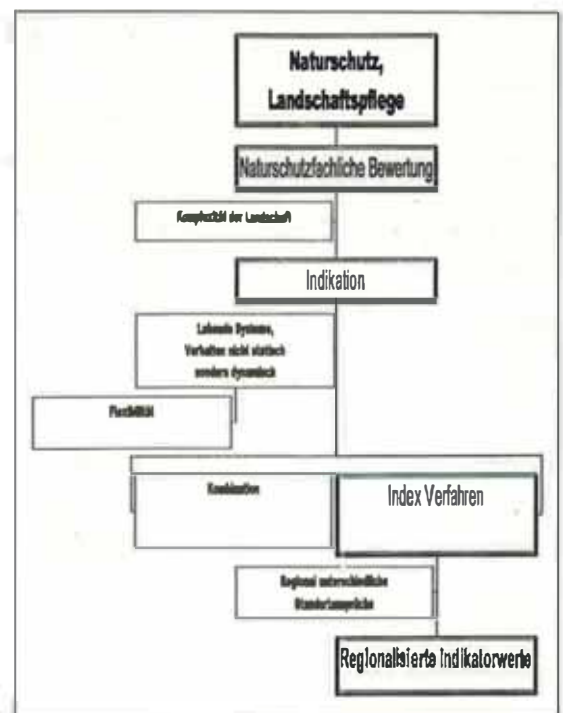 Naturschutz,
Landschaftspflege
Naturschutzfachliche Bewertung
Komplexität der Landschaft
Indikation
Lebende Systeme,
Verhalten nicht statisch
sondern dynamisch
Flexibilität
Kombination
Index Verfahren
Regional unterschiedliche
Standortansprüche
Regionalisierte Indikatorwerte